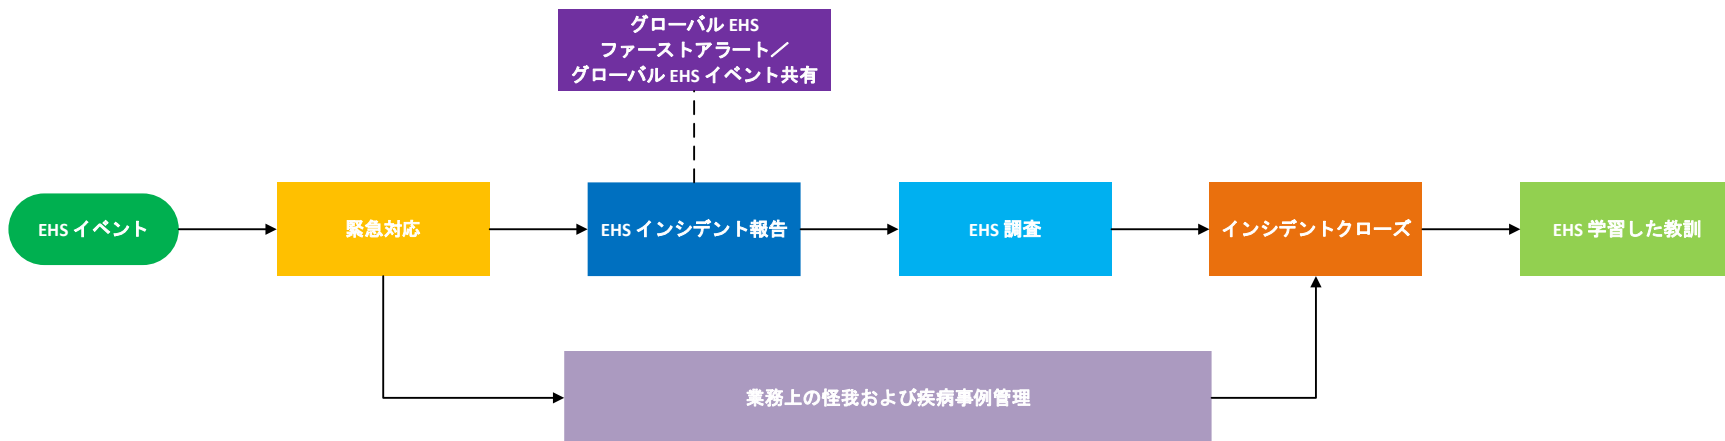 グローバル EHS
ファーストアラート／
グローバル EHS イベント共有
EHS イベント
緊急対応
EHS インシデント報告
EHS 調査
インシデントクローズ
EHS 学習した教訓
業務上の怪我および疾病事例管理